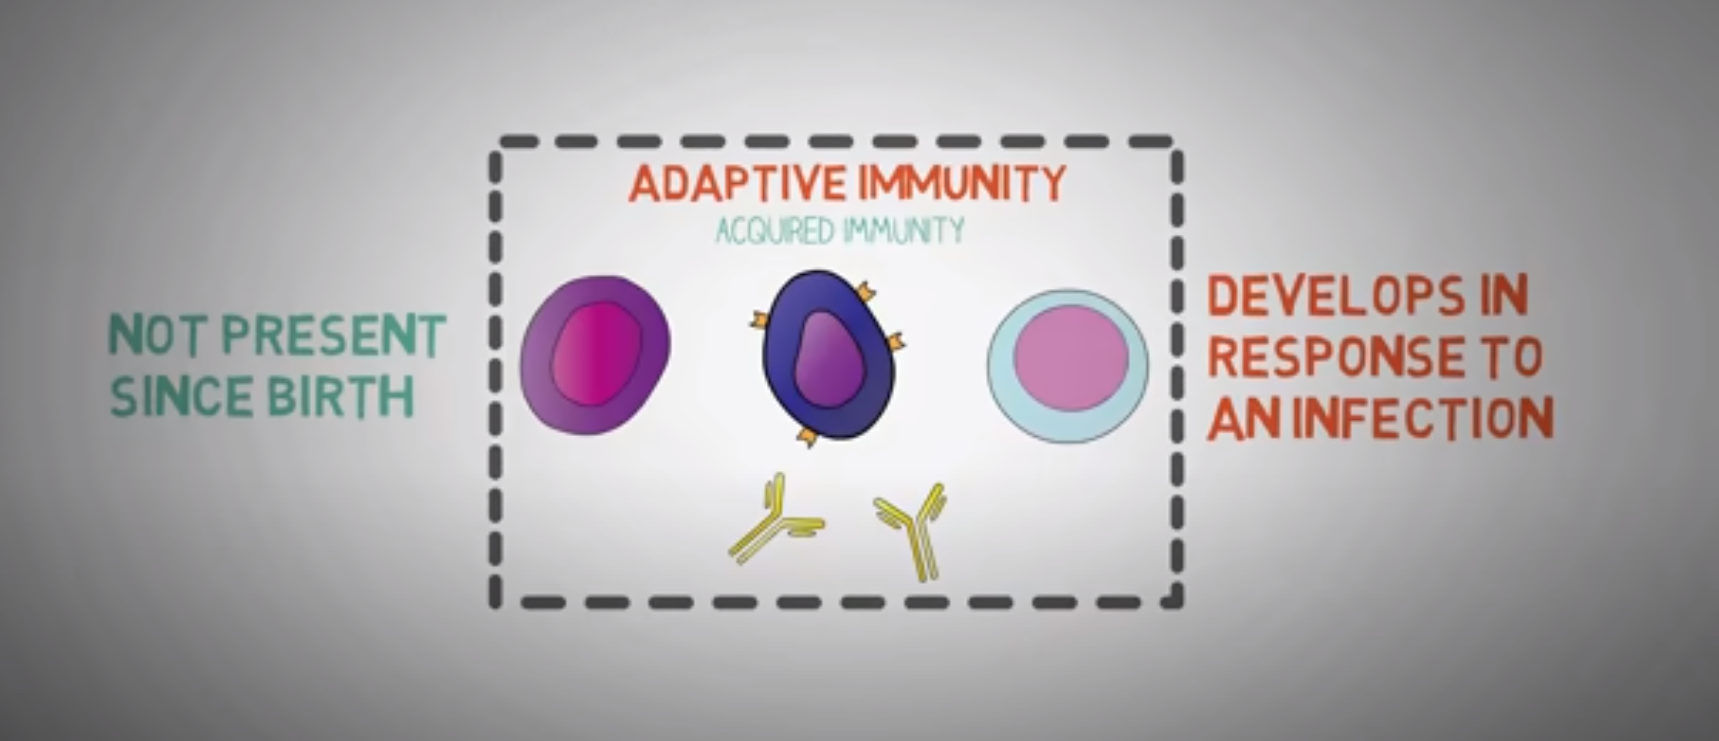 ADAPTIVE IMMUNITY
ACQUIRED IMMUNITY
NOT PRESENT
SINCE BIRTH
DEVELOPS IN
RESPONSE TO
AN INFECTION